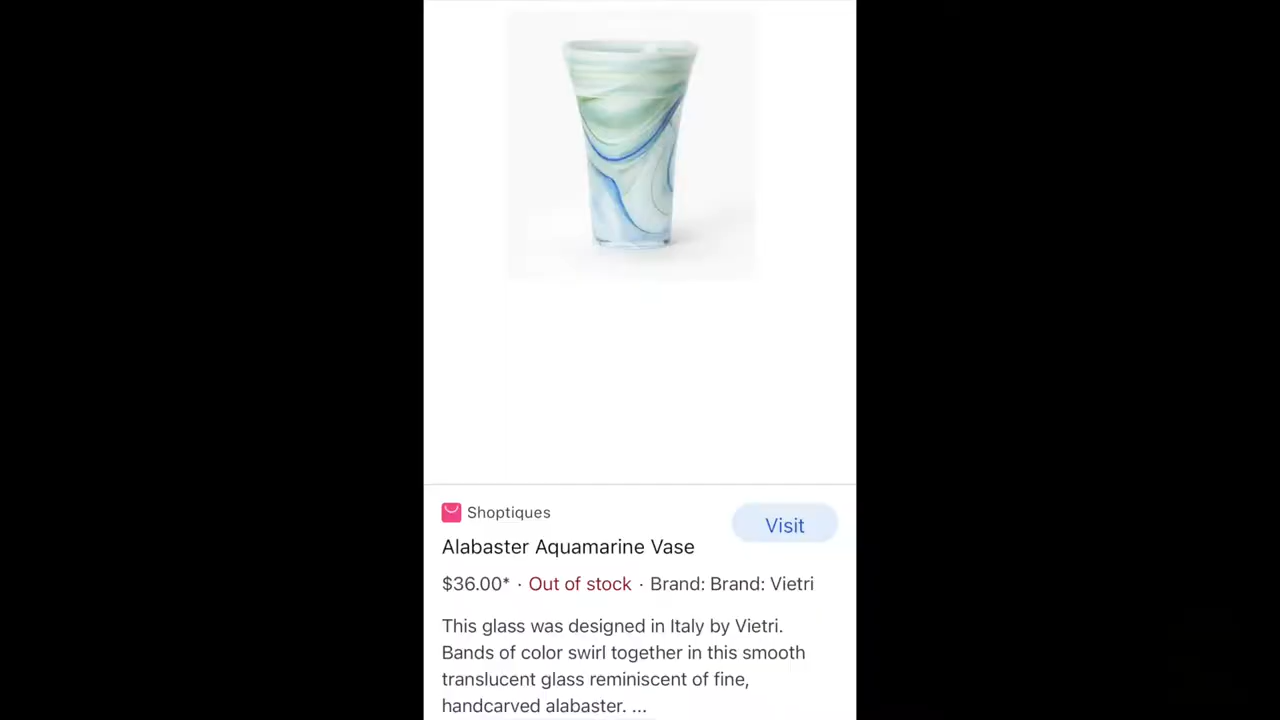 Shoptiques
Visit
Alabaster Aquamarine Vase
$36.00* · Out of stock · Brand: Brand: Vietri
This glass was designed in Italy by Vietri.
Bands of color swirl together in this smooth
translucent glass reminiscent of fine,
handcarved alabaster. ...